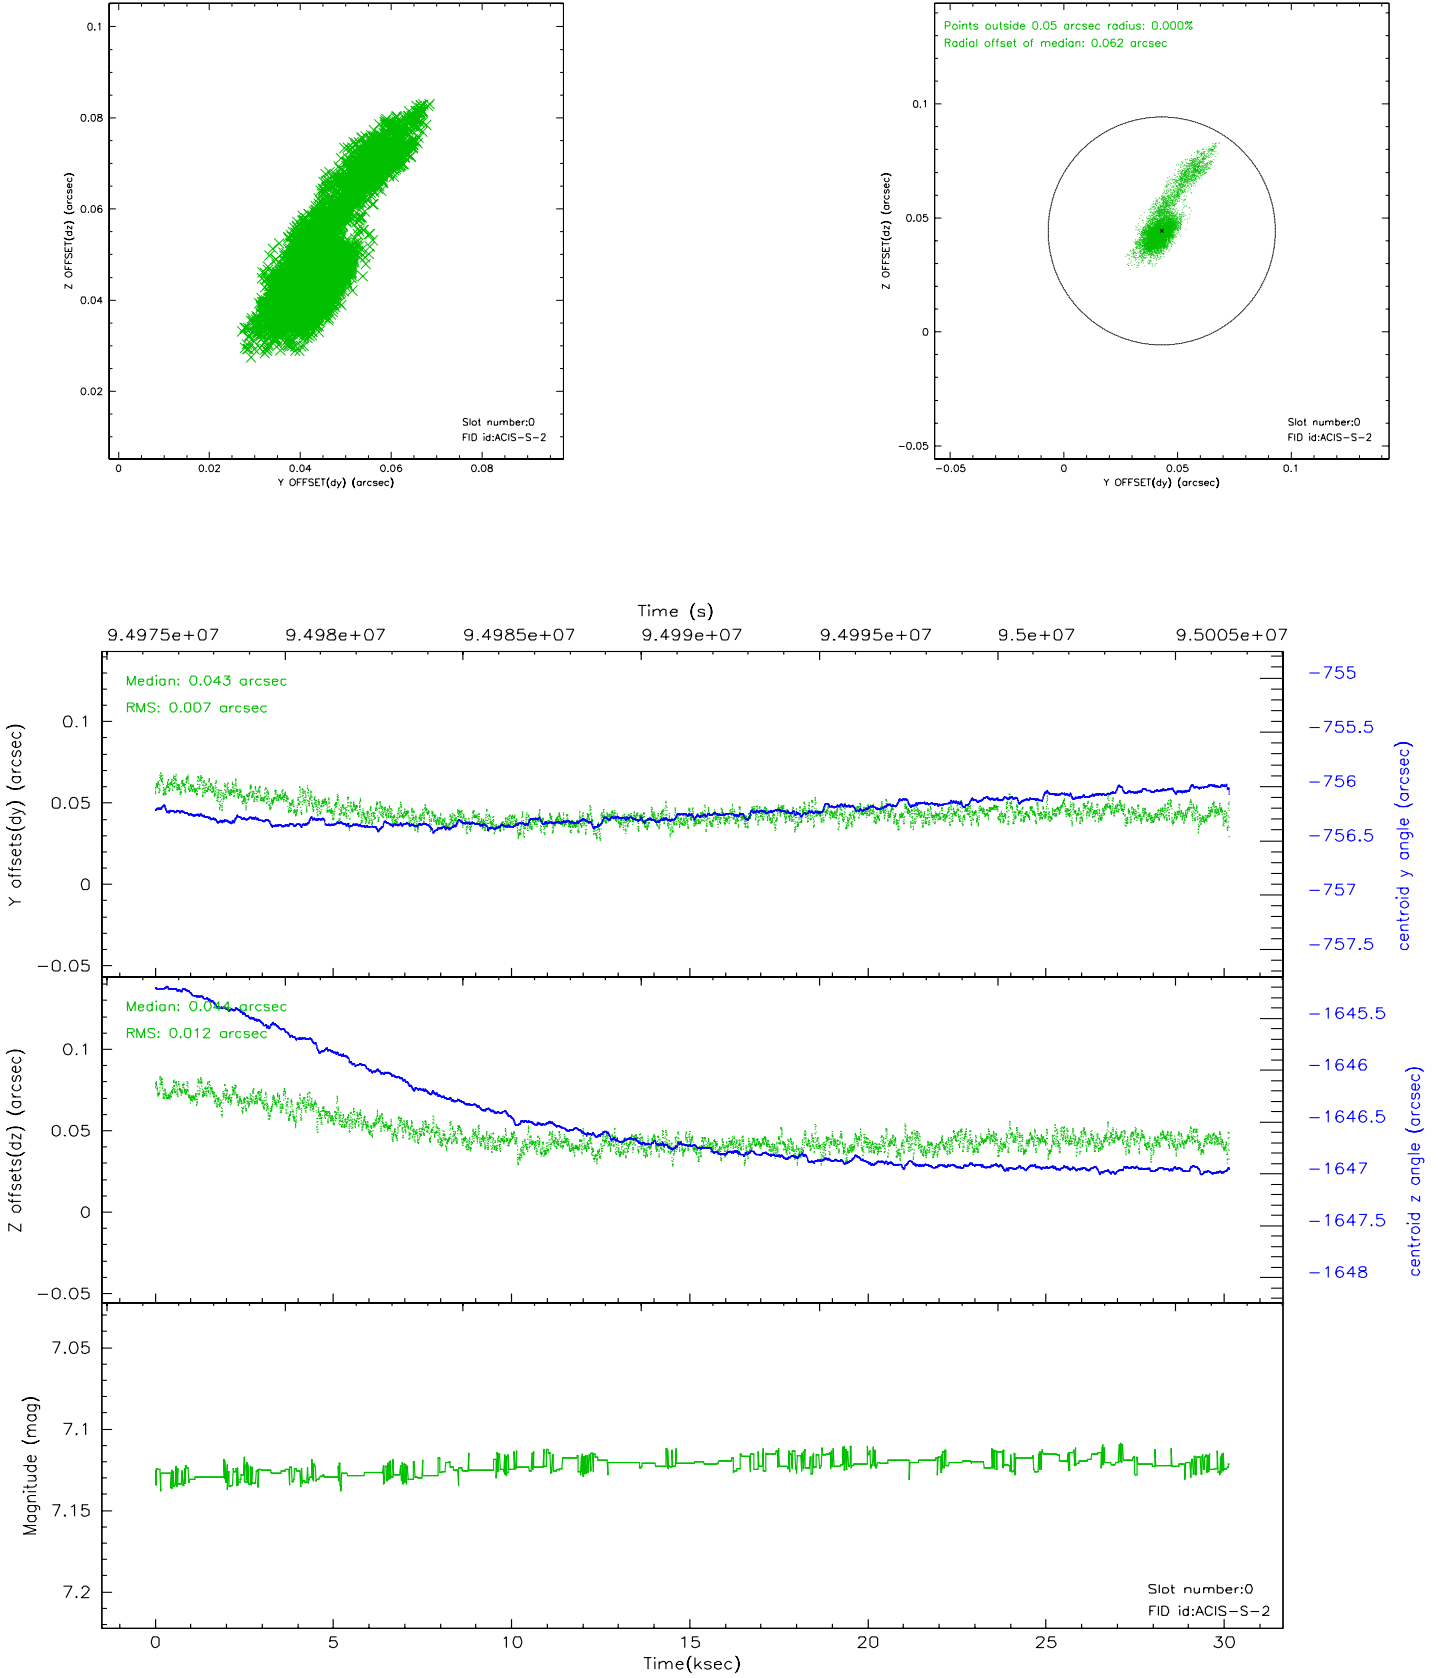 0.1
0.08
0.06
0.04
0.02
Z OFFSET(dz) (arcsec)
Slot number:0
FID id:ACIS-S-2
0 0.02 0.04 0.06 0.08
Y OFFSET(dy) (arcsec)
Points outside 0.05 arcsec radius: 0.000%
Radial offset of median: 0.062 arcsec
0.1
0.05
0
-0.05
Z OFFSET(dz) (arcsec)
Slot number:0
FID id:ACIS-S-2
-0.05 0 0.05 0.1
Y OFFSET(dy) (arcsec)
Time (s)
9.4975e+07 9.498e+07 9.4985e+07 9.499e+07 9.4995e+07 9.5e+07 9.5005e+07
Median: 0.043 arcsec
RMS: 0.007 arcsec
0.1
0.05
0
-0.05
Y offsets(dy) (arcsec)
-755
-755.5
-756
-756.5
-757
-757.5
centroid y angle (arcsec)
Median: 0.044 arcsec
RMS: 0.012 arcsec
0.1
0.05
0
-0.05
Z offsets(dz) (arcsec)
-1645.5
-1646
-1646.5
-1647
-1647.5
-1648
centroid z angle (arcsec)
7.05
7.1
7.15
7.2
Magnitude (mag)
Slot number:0
FID id:ACIS-S-2
0 5 10 15 20 25 30
Time(ksec)